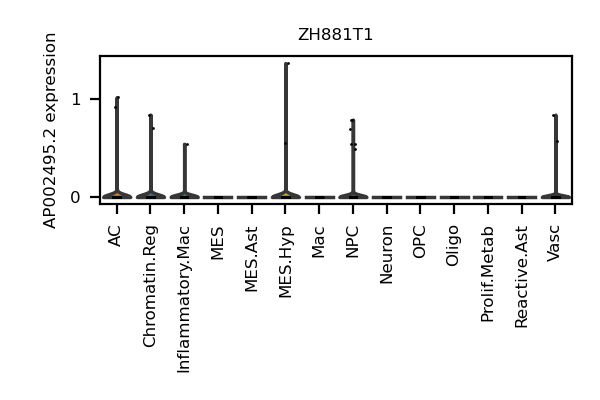 ZH881T1
AP002495.2 expression
1
0
AC
Chromatin.Reg
Inflammatory.Mac
MES
MES.Ast
MES.Hyp
Mac
NPC
Neuron
OPC
Oligo
Prolif.Metab
Reactive.Ast
Vasc